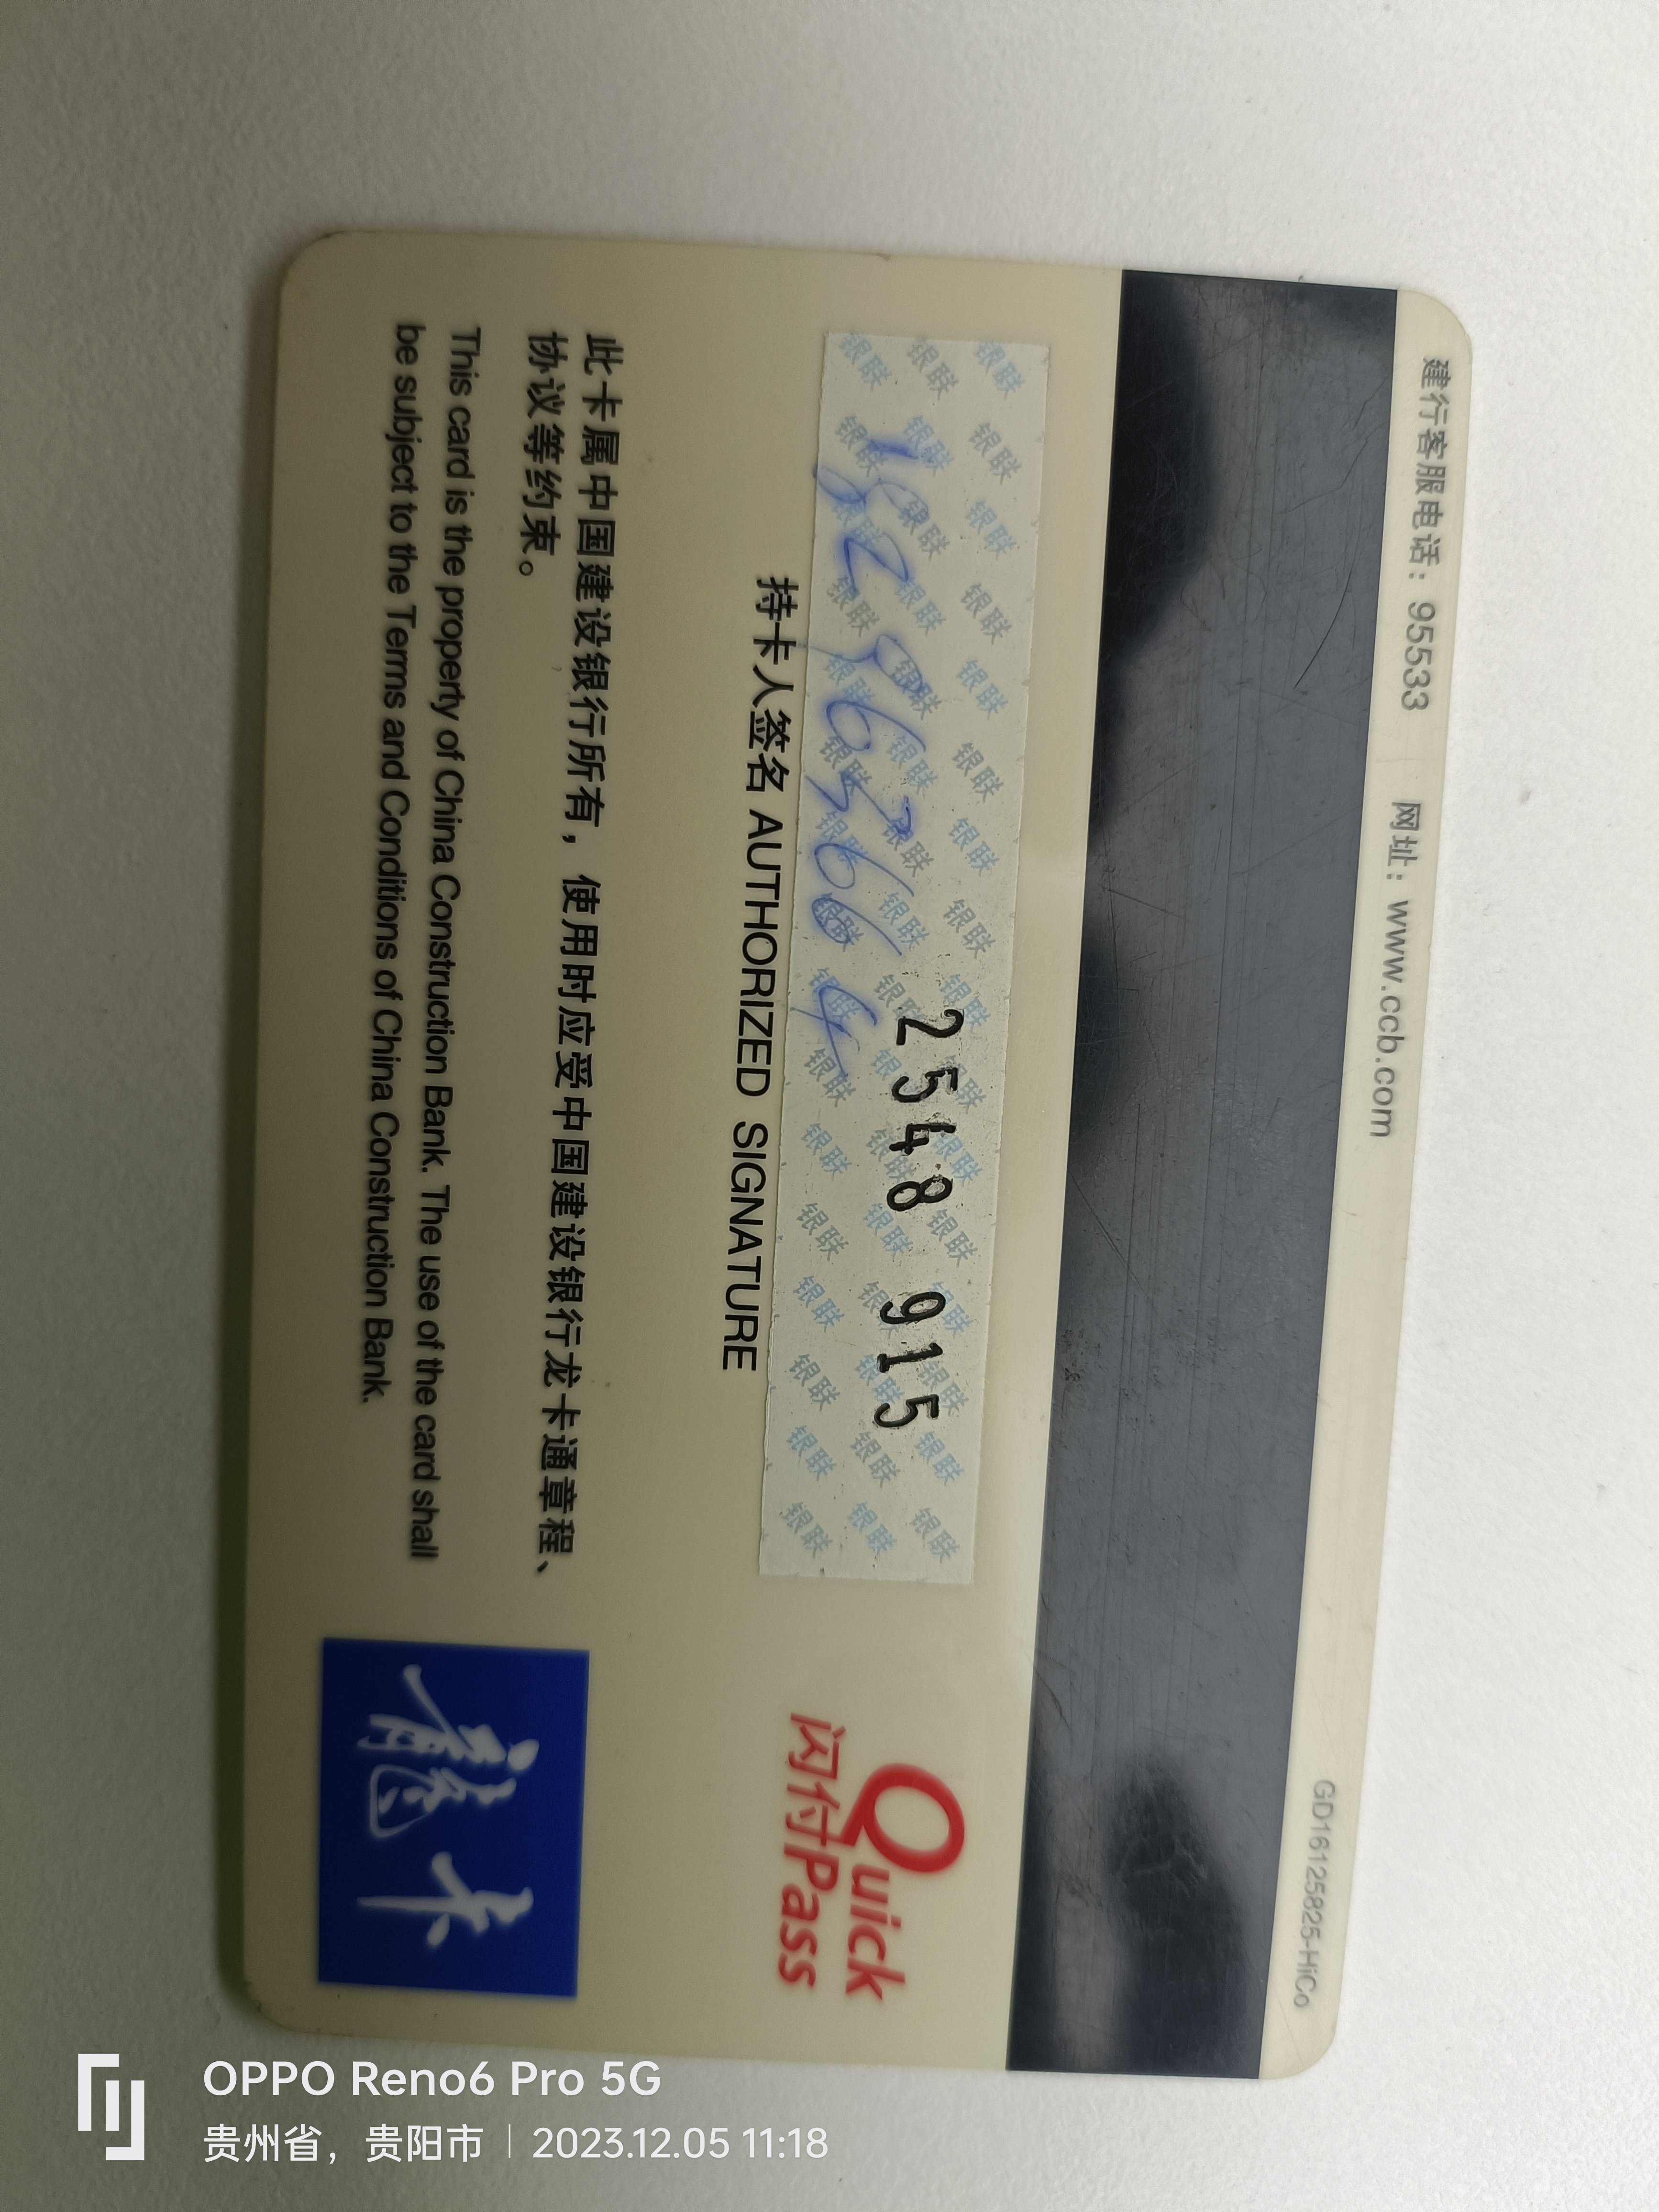 建行客服电话：95533 网址：www.ccb.com
GD16125825-HiCo
银联
2548 915
持卡人签名 AUTHORIZED SIGNATURE
Quick
闪付Pass
此卡属中国建设银行所有，使用时应受中国建设银行龙卡通章程、
协议等约束。
This card is the property of China Construction Bank. The use of the card shall
be subject to the Terms and Conditions of China Construction Bank.
龍卡
OPPO Reno6 Pro 5G
贵州省，贵阳市 | 2023.12.05 11:18